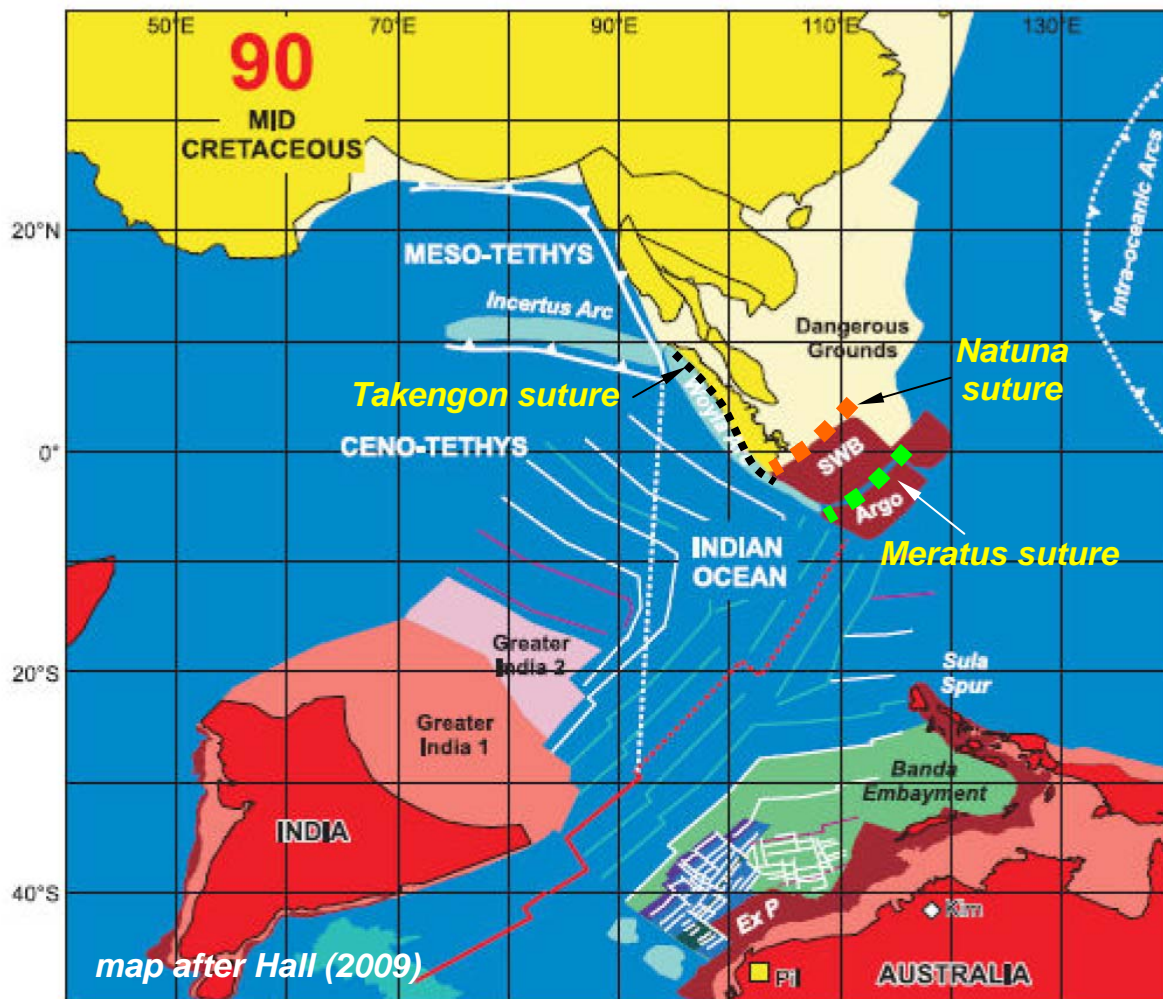 50°E
70°E
90°E
110°E
130°E
90
MID
CRETACEOUS
Intra-oceanic Arcs
20°N
MESO-TETHYS
Incertus Arc
Dangerous
Grounds
Natuna
suture
Takengon suture
Woyla
CENO-TETHYS
0°
SWB
Argo
INDIAN
OCEAN
Meratus suture
Greater
India 2
20°S
Sula
Spur
Greater
India 1
Banda
Embayment
INDIA
40°S
Ex P
Kim
map after Hall (2009)
Pil
AUSTRALIA